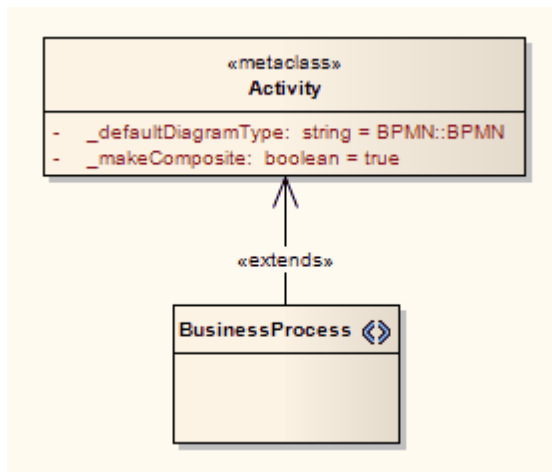 «metaclass»
Activity
- _defaultDiagramType: string = BPMN::BPMN
- _makeComposite: boolean = true
«extends»
BusinessProcess